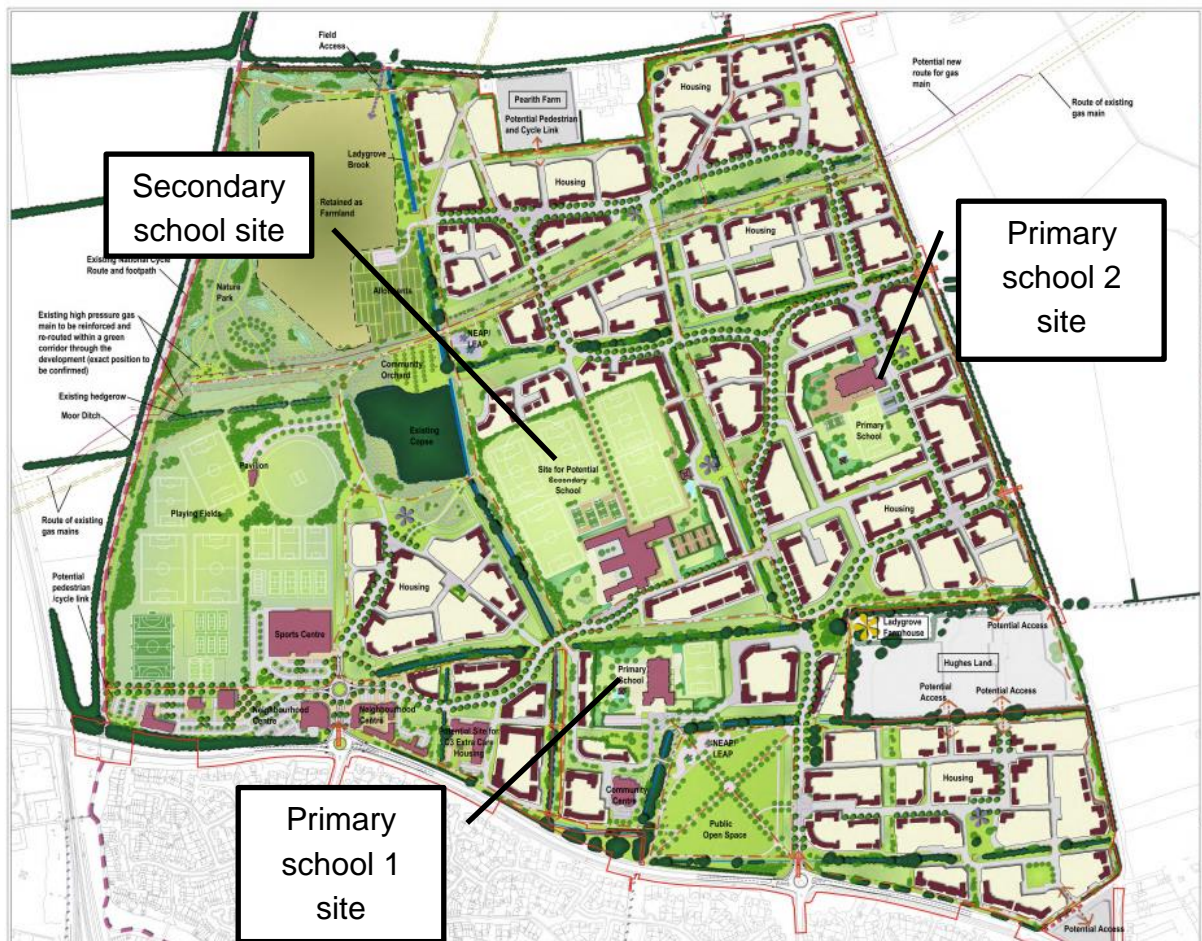 Field
Access
Pearith Farm
Potential Pedestrian
and Cycle Link
Housing
Potential new
route for gas
main
Route of existing
gas main
Ladygrove
Brook
Secondary
school site
Retained as
Farmland
Housing
Housing
Primary
school 2
site
Existing National Cycle
Route and footpath
Nature
Park
Allotments
Existing high pressure gas
main to be reinforced and
re-routed within a green
corridor through the
development (exact position to
be confirmed)
NEAP/
LEAP
Community
Orchard
Existing hedgerow
Moor Ditch
Existing
Copse
Primary
School
Pavilion
Site for Potential
Secondary
School
Playing Fields
Housing
Route of existing
gas mains
Potential
pedestrian
/cycle link
Housing
Sports Centre
Ladygrove
Farmhouse
Potential Access
Hughes Land
Primary
School
Potential
Access
Potential Access
Neighbourhood
Centre
Neighbourhood
Centre
Potential Site for
C3 Extra Care
Housing
NEAP/
LEAP
Housing
Community
Centre
Public
Open Space
Primary
school 1
site
Potential Access